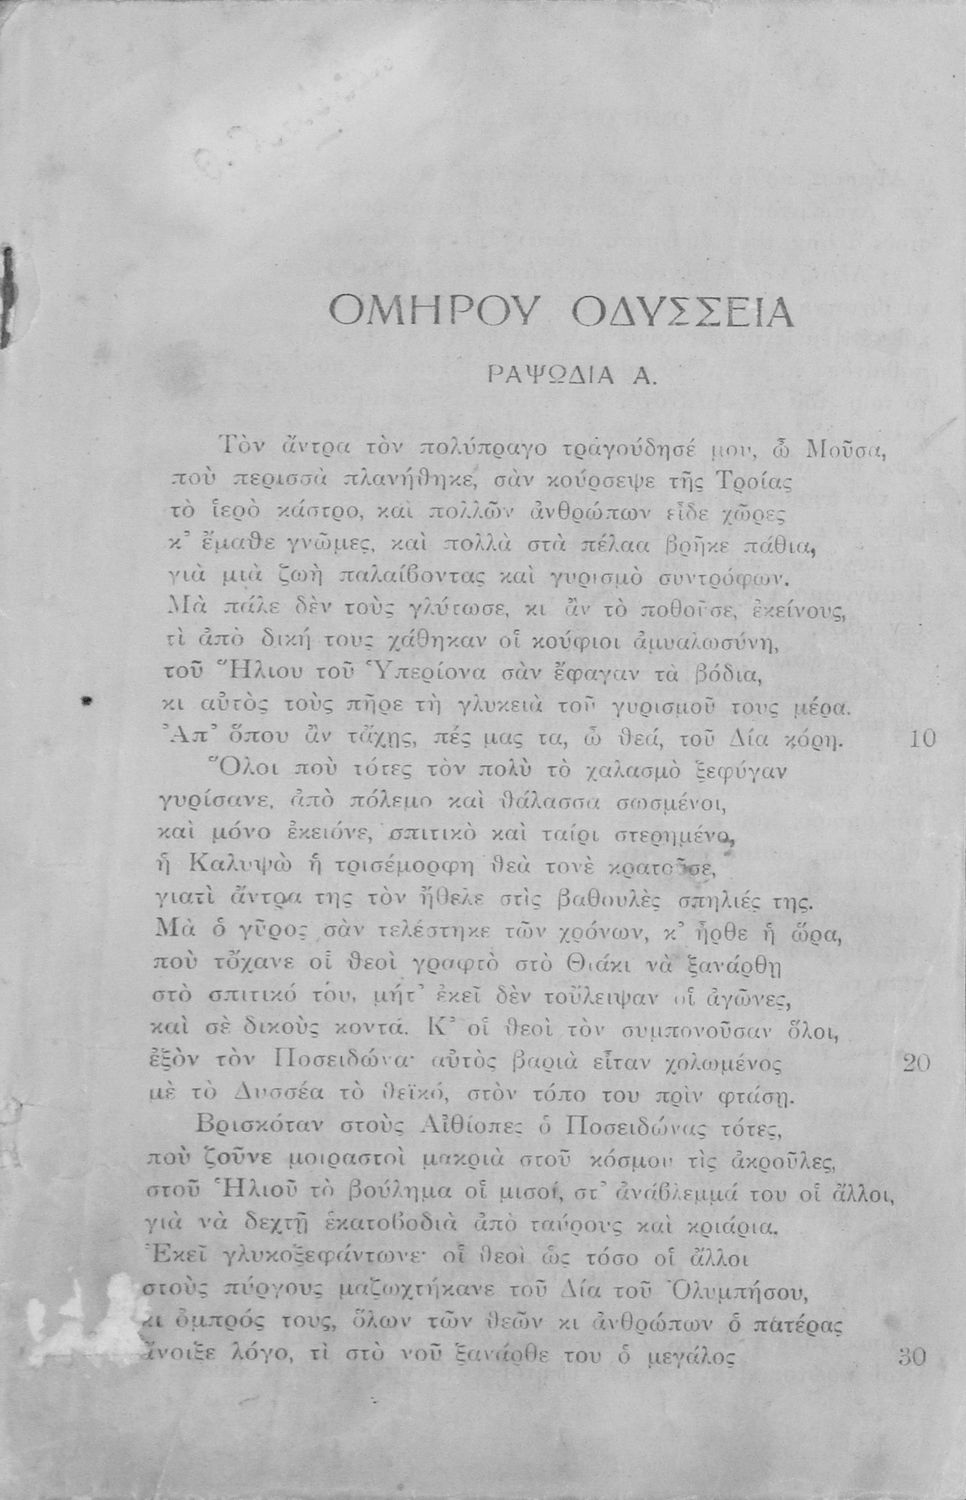 ΟΜΗΡΟΥ ΟΔΥΣΣΕΙΑ
ΡΑΨΩΔΙΑ Α.
Τὸν ἄντρα τὸν πολύπραγο τραγούδησέ μου, ὦ Μοῦσα,
ποὺ περισσὰ πλανήθηκε, σὰν κούρσεψε τῆς Τροίας
τὸ ἱερὸ κάστρο, καὶ πολλῶν ἀνθρώπων εἶδε χῶρες
κ' ἔμαθε γνῶμες, καὶ πολλὰ στὰ πέλαα βρῆκε πάθια,
γιὰ μιὰ ζωὴ παλαίβοντας καὶ γυρισμὸ συντρόφων.
Μὰ πάλε δὲν τοὺς γλύτωσε, κι ἂν τὸ ποθοῦσε, ἐκείνους,
τὶ ἀπὸ δική τους χάθηκαν οἱ κούφιοι ἀμυαλωσύνη,
τοῦ Ἥλιου τοῦ Ὑπερίονα σὰν ἔφαγαν τὰ βόδια,
κι αὐτὸς τοὺς πῆρε τὴ γλυκειὰ τοῦ γυρισμοῦ τους μέρα.
Ἀπ' ὅπου ἂν τἄχῃς, πές μας τα, ὦ θεά, τοῦ Δία κόρη. 10
Ὅλοι ποὺ τότες τὸν πολὺ τὸ χαλασμὸ ξεφύγαν
γυρίσανε, ἀπὸ πόλεμο καὶ θάλασσα σωσμένοι,
καὶ μόνο ἐκειόνε, σπιτικὸ καὶ ταίρι στερημένο,
ἡ Καλυψὼ ἡ τρισέμορφη θεὰ τονὲ κρατοῦσε,
γιατὶ ἄντρα της τὸν ἤθελε στὶς βαθουλὲς σπηλιές της.
Μὰ ὁ γῦρος σὰν τελέστηκε τῶν χρόνων, κ' ἦρθε ἡ ὥρα,
ποὺ τὄχανε οἱ θεοὶ γραφτὸ στὸ Θιάκι νὰ ξανάρθῃ
στὸ σπιτικό του, μήτ' ἐκεῖ δὲν τοὔλειψαν οἱ ἀγῶνες,
καὶ σὲ δικοὺς κοντά. Κ' οἱ θεοὶ τὸν συμπονοῦσαν ὅλοι,
ἐξὸν τὸν Ποσειδώνα· αὐτὸς βαριὰ εἶταν χολωμένος 20
μὲ τὸ Δυσσέα τὸ θεϊκό, στὸν τόπο του πρὶν φτάσῃ.
Βρισκόταν στοὺς Αἰθίοπες ὁ Ποσειδώνας τότες,
ποὺ ζοῦνε μοιραστοὶ μακριὰ στοῦ κόσμου τὶς ἀκροῦλες,
στοῦ Ἡλιοῦ τὸ βούλημα οἱ μισοί, στ' ἀνάβλεμμά του οἱ ἄλλοι,
γιὰ νὰ δεχτῇ ἑκατοβοδιὰ ἀπὸ ταύρους καὶ κριάρια.
Ἐκεῖ γλυκοξεφάντωνε· οἱ θεοὶ ὡς τόσο οἱ ἄλλοι
στοὺς πύργους μαζωχτήκανε τοῦ Δία τοῦ Ὀλυμπήσου,
κι ὀμπρός τους, ὅλων τῶν θεῶν κι ἀνθρώπων ὁ πατέρας
ἄνοιξε λόγο, τὶ στὸ νοῦ ξανάρθε του ὁ μεγάλος 30